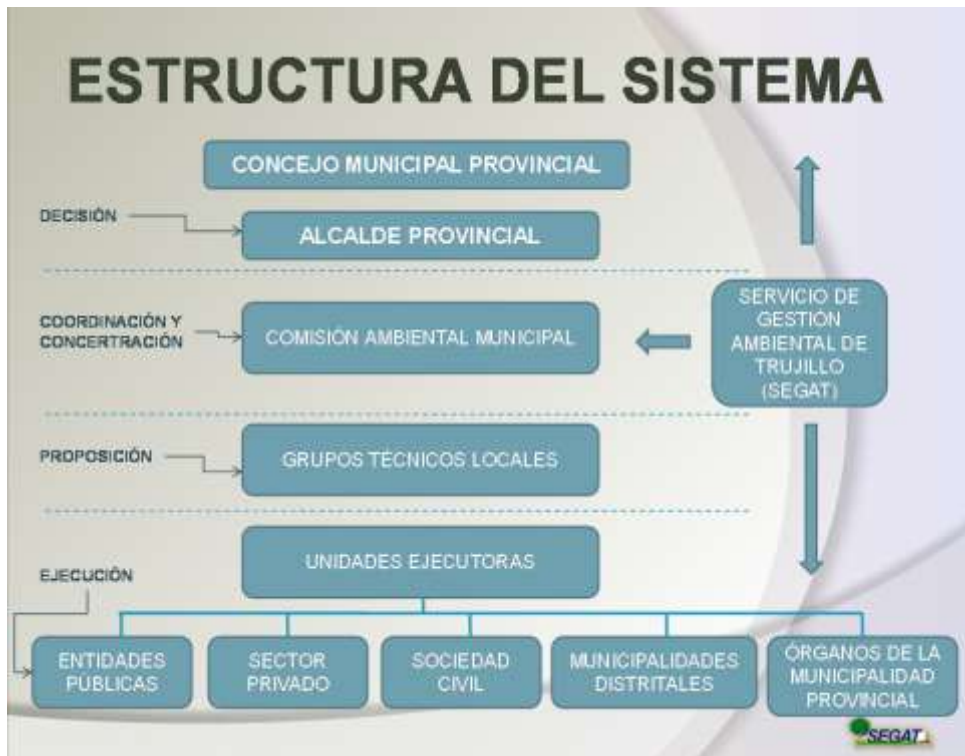 ESTRUCTURA DEL SISTEMA
CONCEJO MUNICIPAL PROVINCIAL
DECISIÓN
ALCALDE PROVINCIAL
COORDINACIÓN Y
CONCERTRACIÓN
COMISIÓN AMBIENTAL MUNICIPAL
SERVICIO DE
GESTIÓN
AMBIENTAL DE
TRUJILLO
(SEGAT)
PROPOSICIÓN
GRUPOS TÉCNICOS LOCALES
UNIDADES EJECUTORAS
EJECUCIÓN
ENTIDADES
PÚBLICAS
SECTOR
PRIVADO
SOCIEDAD
CIVIL
MUNICIPALIDADES
DISTRITALES
ÓRGANOS DE LA
MUNICIPALIDAD
PROVINCIAL
SEGAT